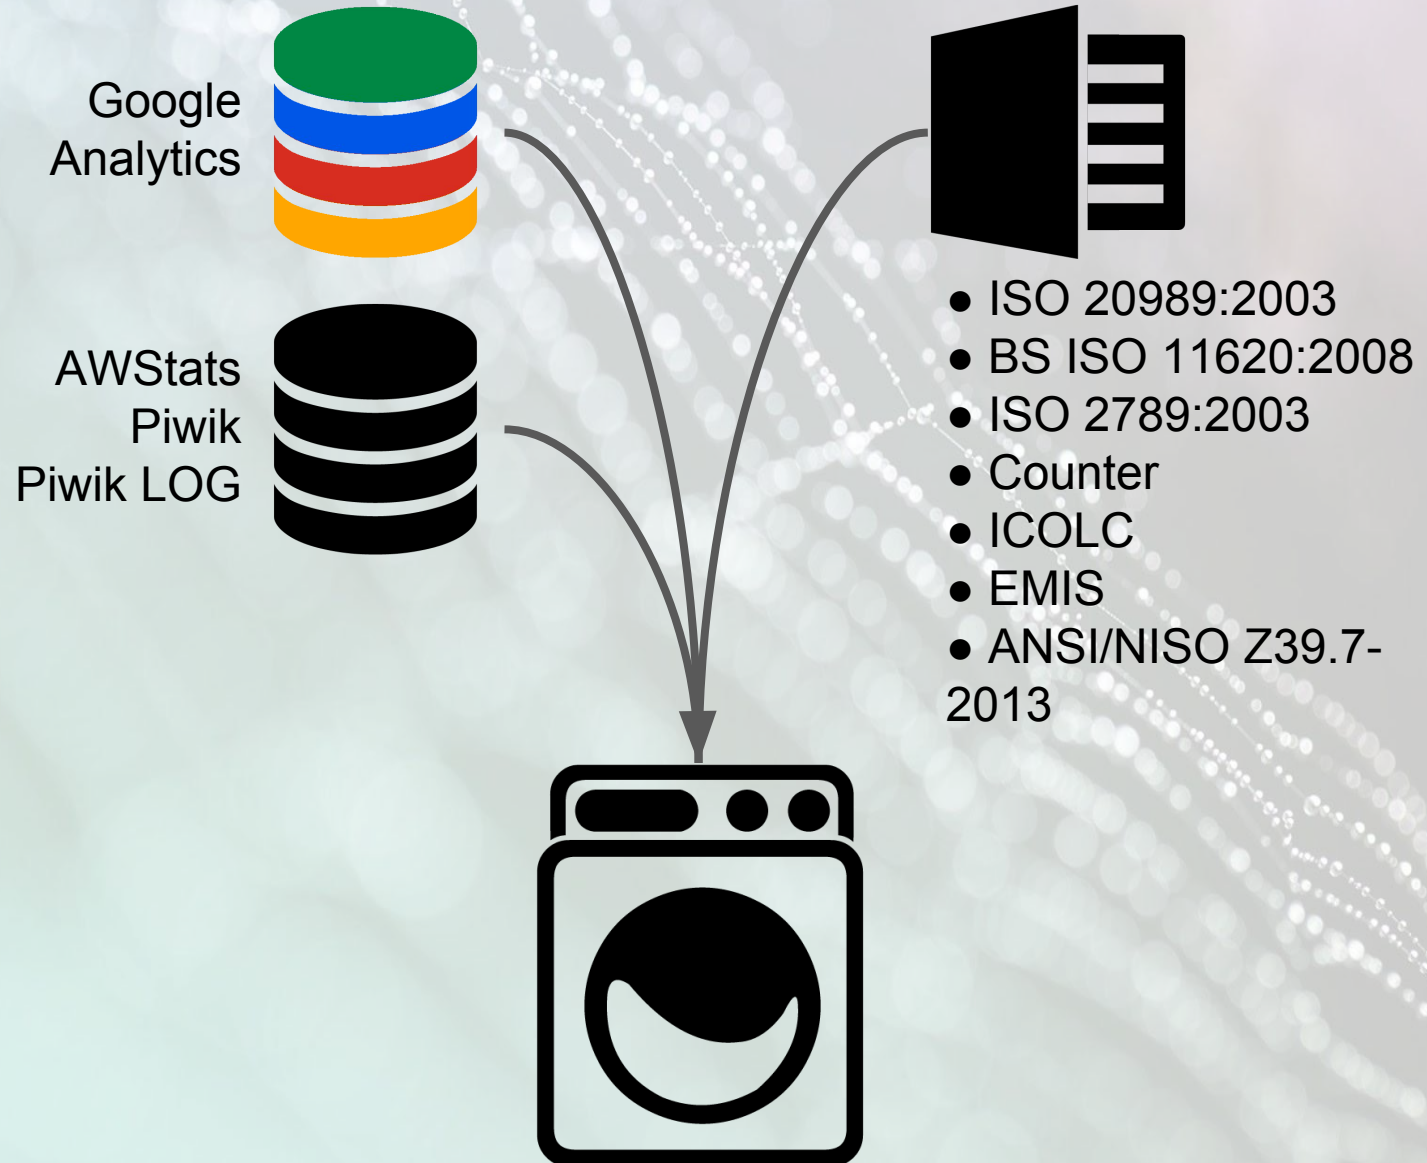 Google
Analytics
AWStats
Piwik
Piwik LOG
● ISO 20989:2003
● BS ISO 11620:2008
● ISO 2789:2003
● Counter
● ICOLC
● EMIS
● ANSI/NISO Z39.7-
2013